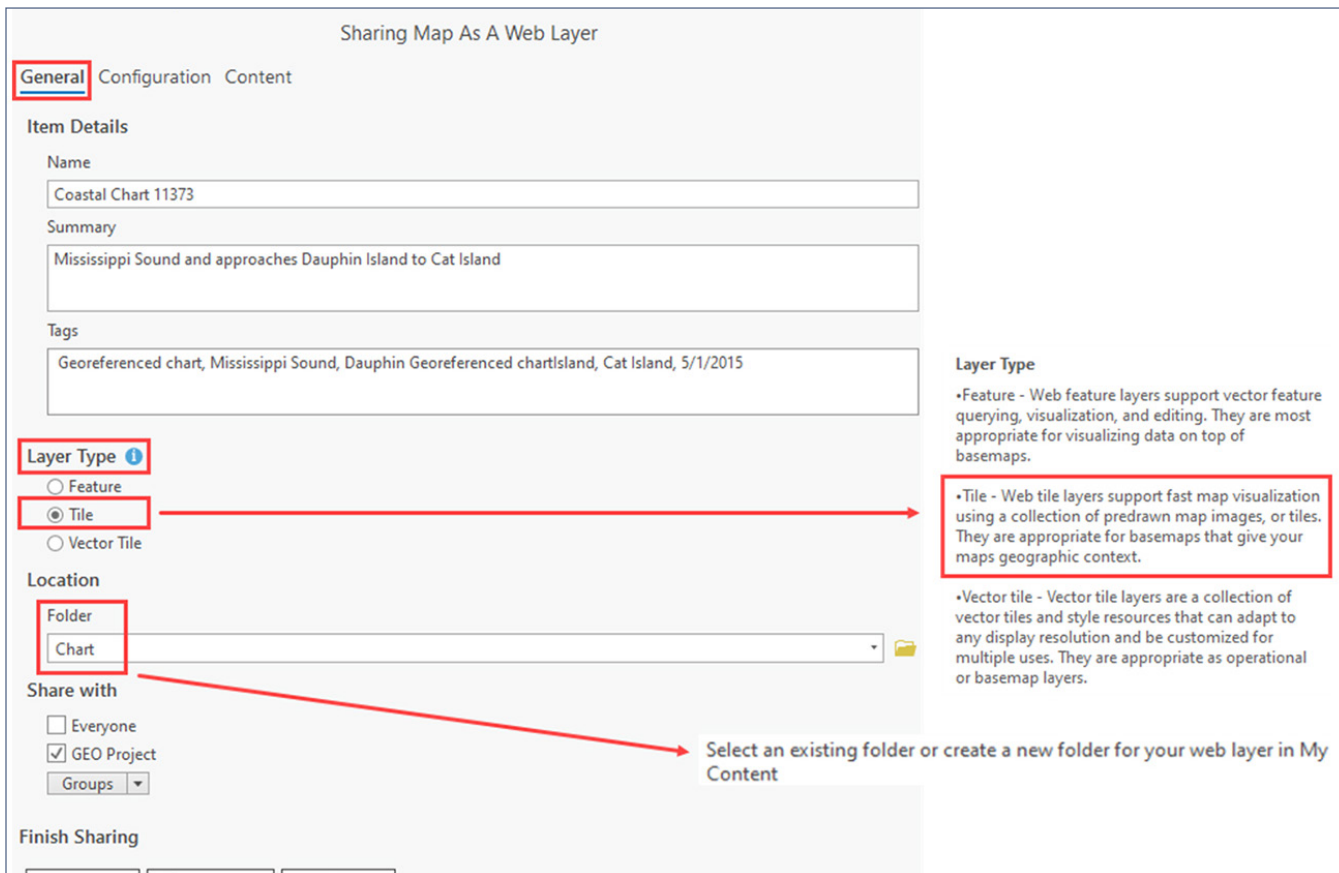 Sharing Map As A Web Layer
General Configuration Content
Item Details
Name
Coastal Chart 11373
Summary
Mississippi Sound and approaches Dauphin Island to Cat Island
Tags
Georeferenced chart, Mississippi Sound, Dauphin Georeferenced chartIsland, Cat Island, 5/1/2015
Layer Type
Feature
Tile
Vector Tile
Location
Folder
Chart
Share with
Everyone
GEO Project
Groups
Finish Sharing
Layer Type
•Feature - Web feature layers support vector feature
querying, visualization, and editing. They are most
appropriate for visualizing data on top of
basemaps.
•Tile - Web tile layers support fast map visualization
using a collection of predrawn map images, or tiles.
They are appropriate for basemaps that give your
maps geographic context.
•Vector tile - Vector tile layers are a collection of
vector tiles and style resources that can adapt to
any display resolution and be customized for
multiple uses. They are appropriate as operational
or basemap layers.
Select an existing folder or create a new folder for your web layer in My
Content